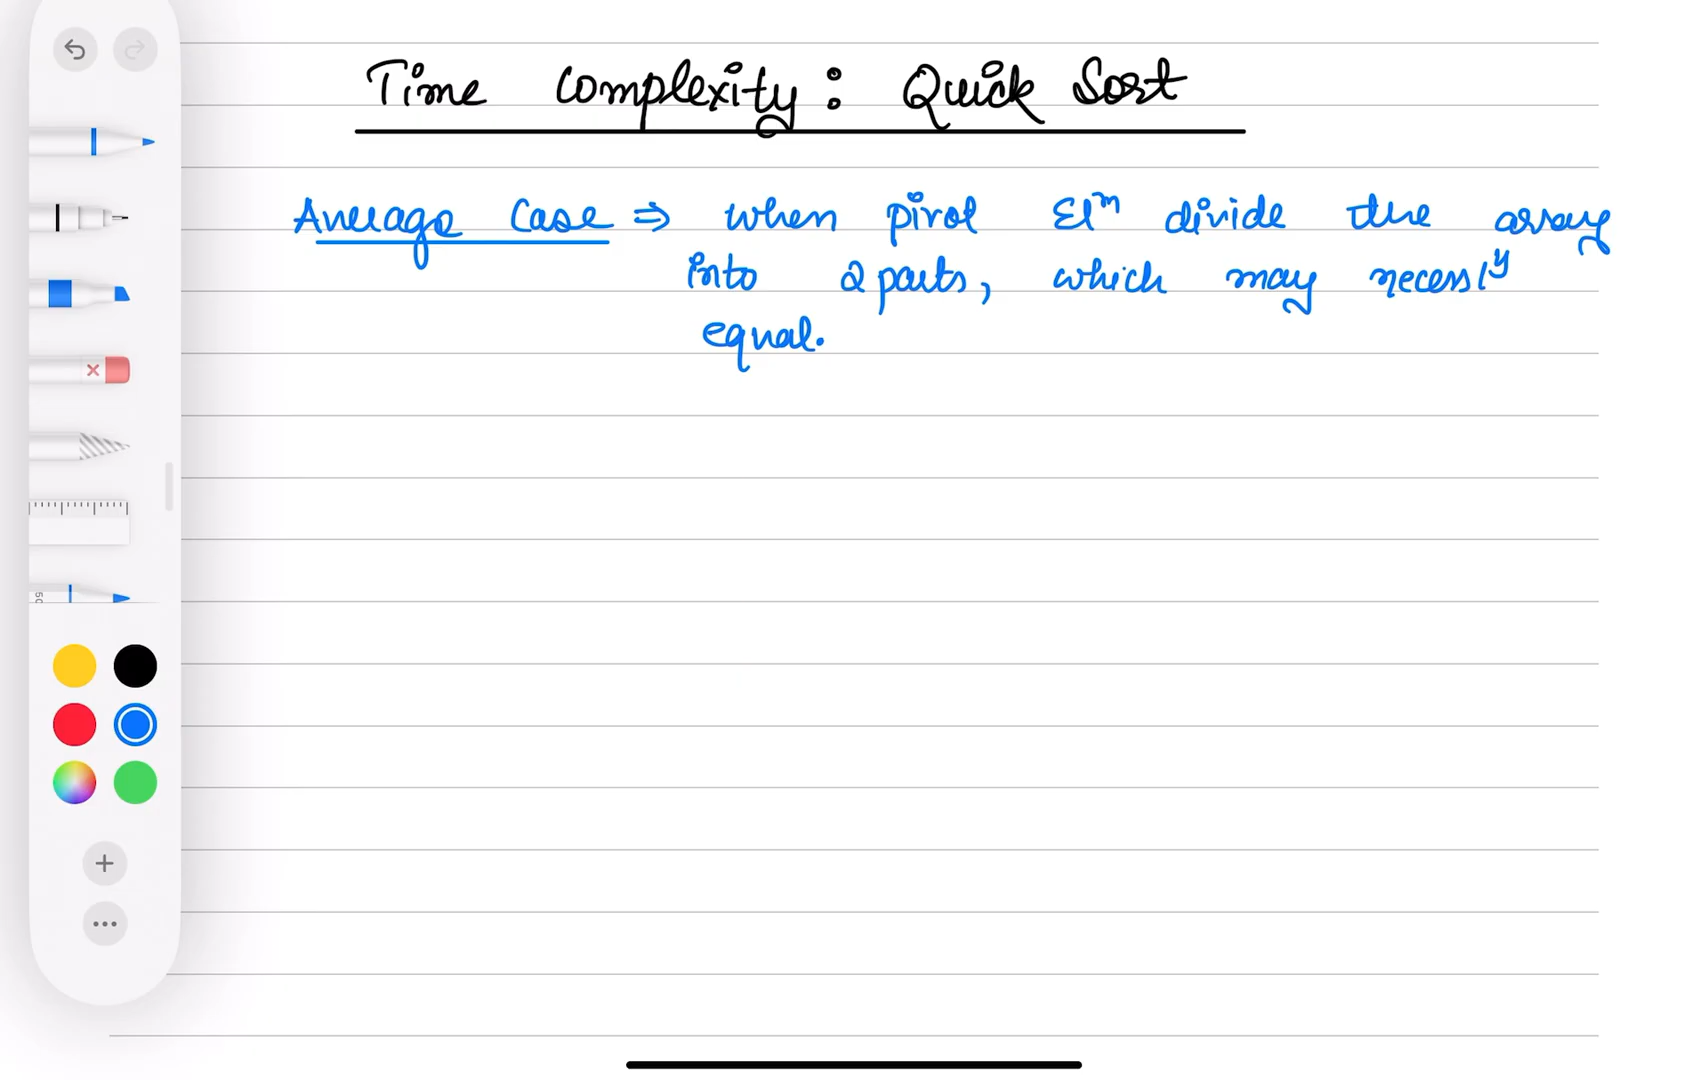 Time Complexity : Quick Sort
Average Case ⇒ when pivot Elᵐ divide the array
into 2 parts, which may necessˡʸ
equal.